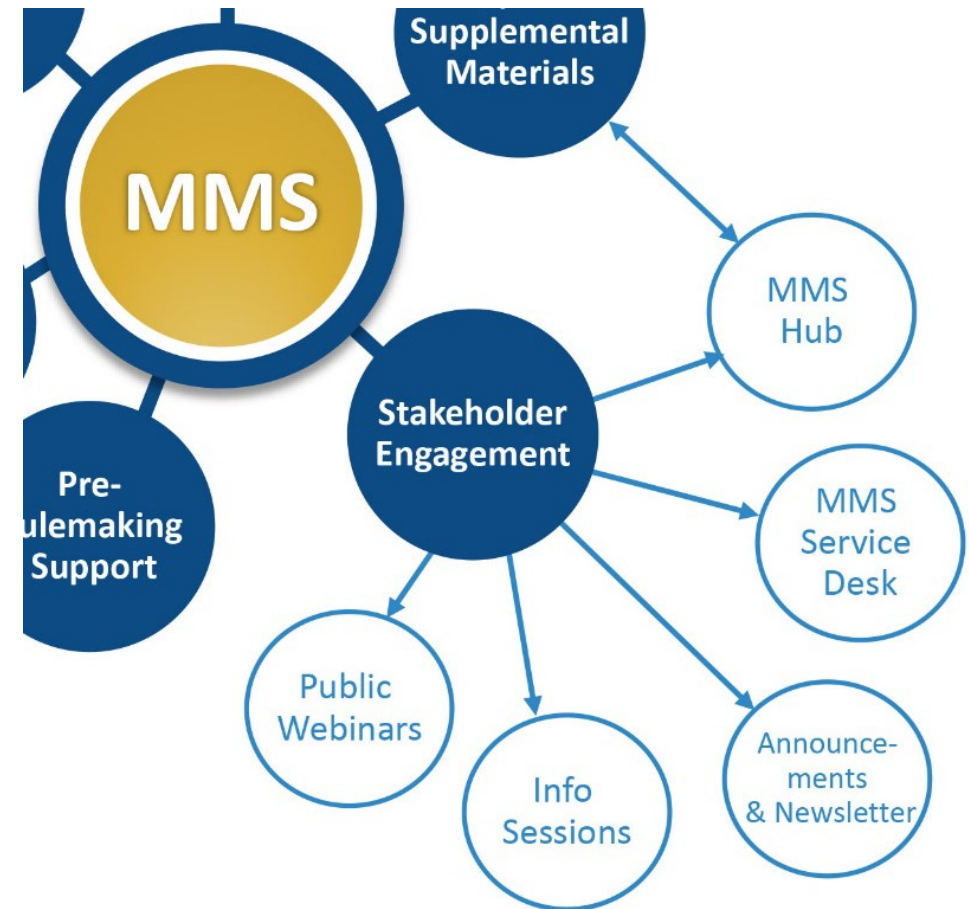 Supplemental
Materials
MMS
MMS
Hub
Stakeholder
Engagement
Pre-
ulemaking
Support
MMS
Service
Desk
Public
Webinars
Info
Sessions
Announce-
ments
& Newsletter